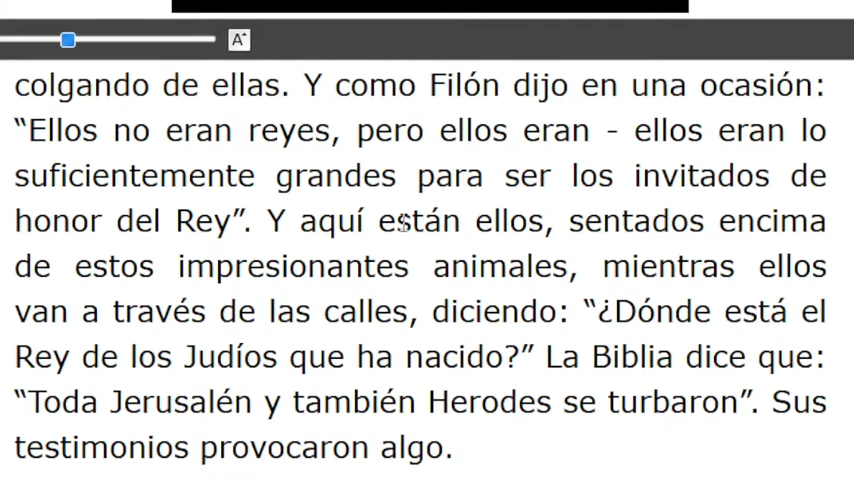 A
colgando de ellas. Y como Filón dijo en una ocasión:
“Ellos no eran reyes, pero ellos eran - ellos eran lo
suficientemente grandes para ser los invitados de
honor del Rey”. Y aquí están ellos, sentados encima
de estos impresionantes animales, mientras ellos
van a través de las calles, diciendo: “¿Dónde está el
Rey de los Judíos que ha nacido?” La Biblia dice que:
“Toda Jerusalén y también Herodes se turbaron”. Sus
testimonios provocaron algo.